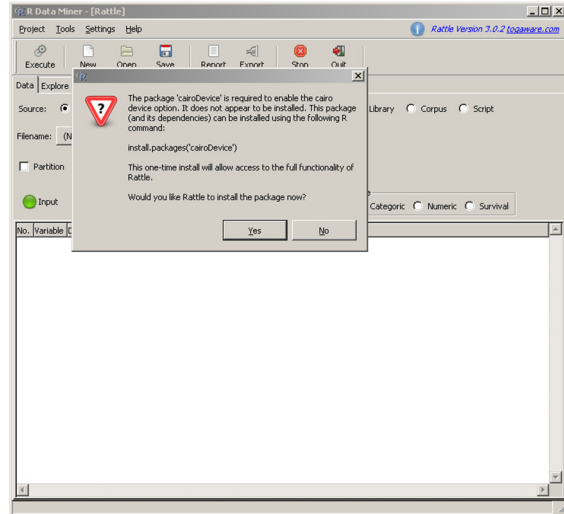 R Data Miner - [Rattle]
Project Tools Settings Help
Rattle Version 3.0.2 togaware.com
Execute New Open Save Report Export Stop Quit
Data Explore
Source:
Library Corpus Script
Filename: (N
Partition
Input
Categoric Numeric Survival
No. Variable
?
The package 'cairoDevice' is required to enable the cairo
device option. It does not appear to be installed. This package
(and its dependencies) can be installed using the following R
command:
install.packages('cairoDevice')
This one-time install will allow access to the full functionality of
Rattle.
Would you like Rattle to install the package now?
Yes No